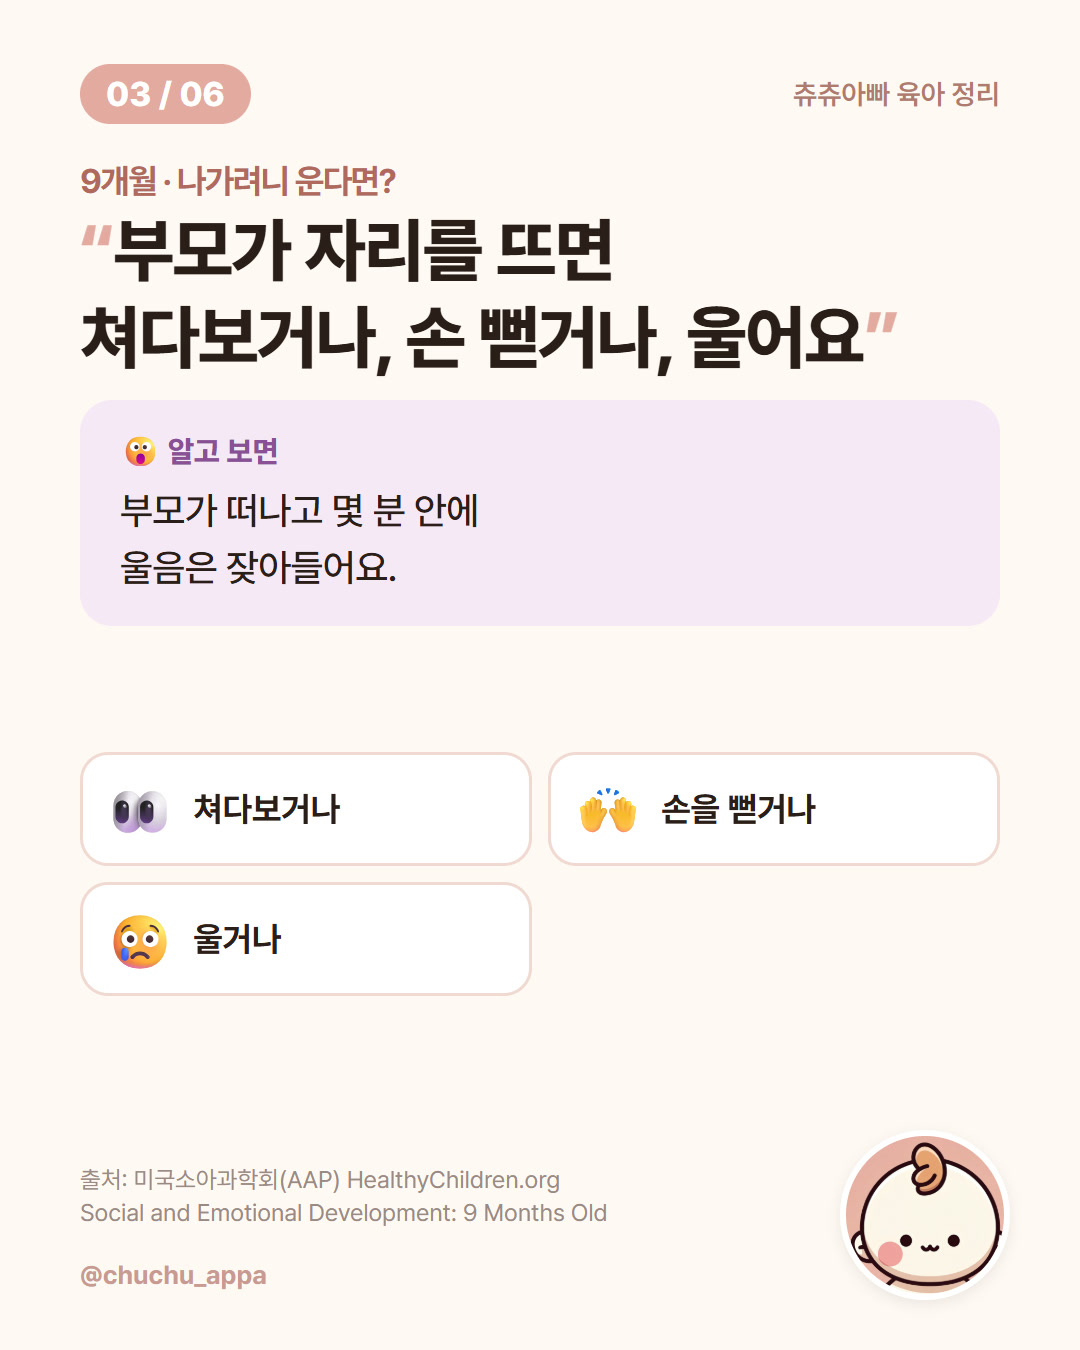 03 / 06
츄츄아빠 육아 정리
9개월 · 나가려니 운다면?
“부모가 자리를 뜨면
쳐다보거나, 손 뻗거나, 울어요”
알고 보면
부모가 떠나고 몇 분 안에
울음은 잦아들어요.
쳐다보거나
손을 뻗거나
울거나
출처: 미국소아과학회(AAP) HealthyChildren.org
Social and Emotional Development: 9 Months Old
@chuchu_appa